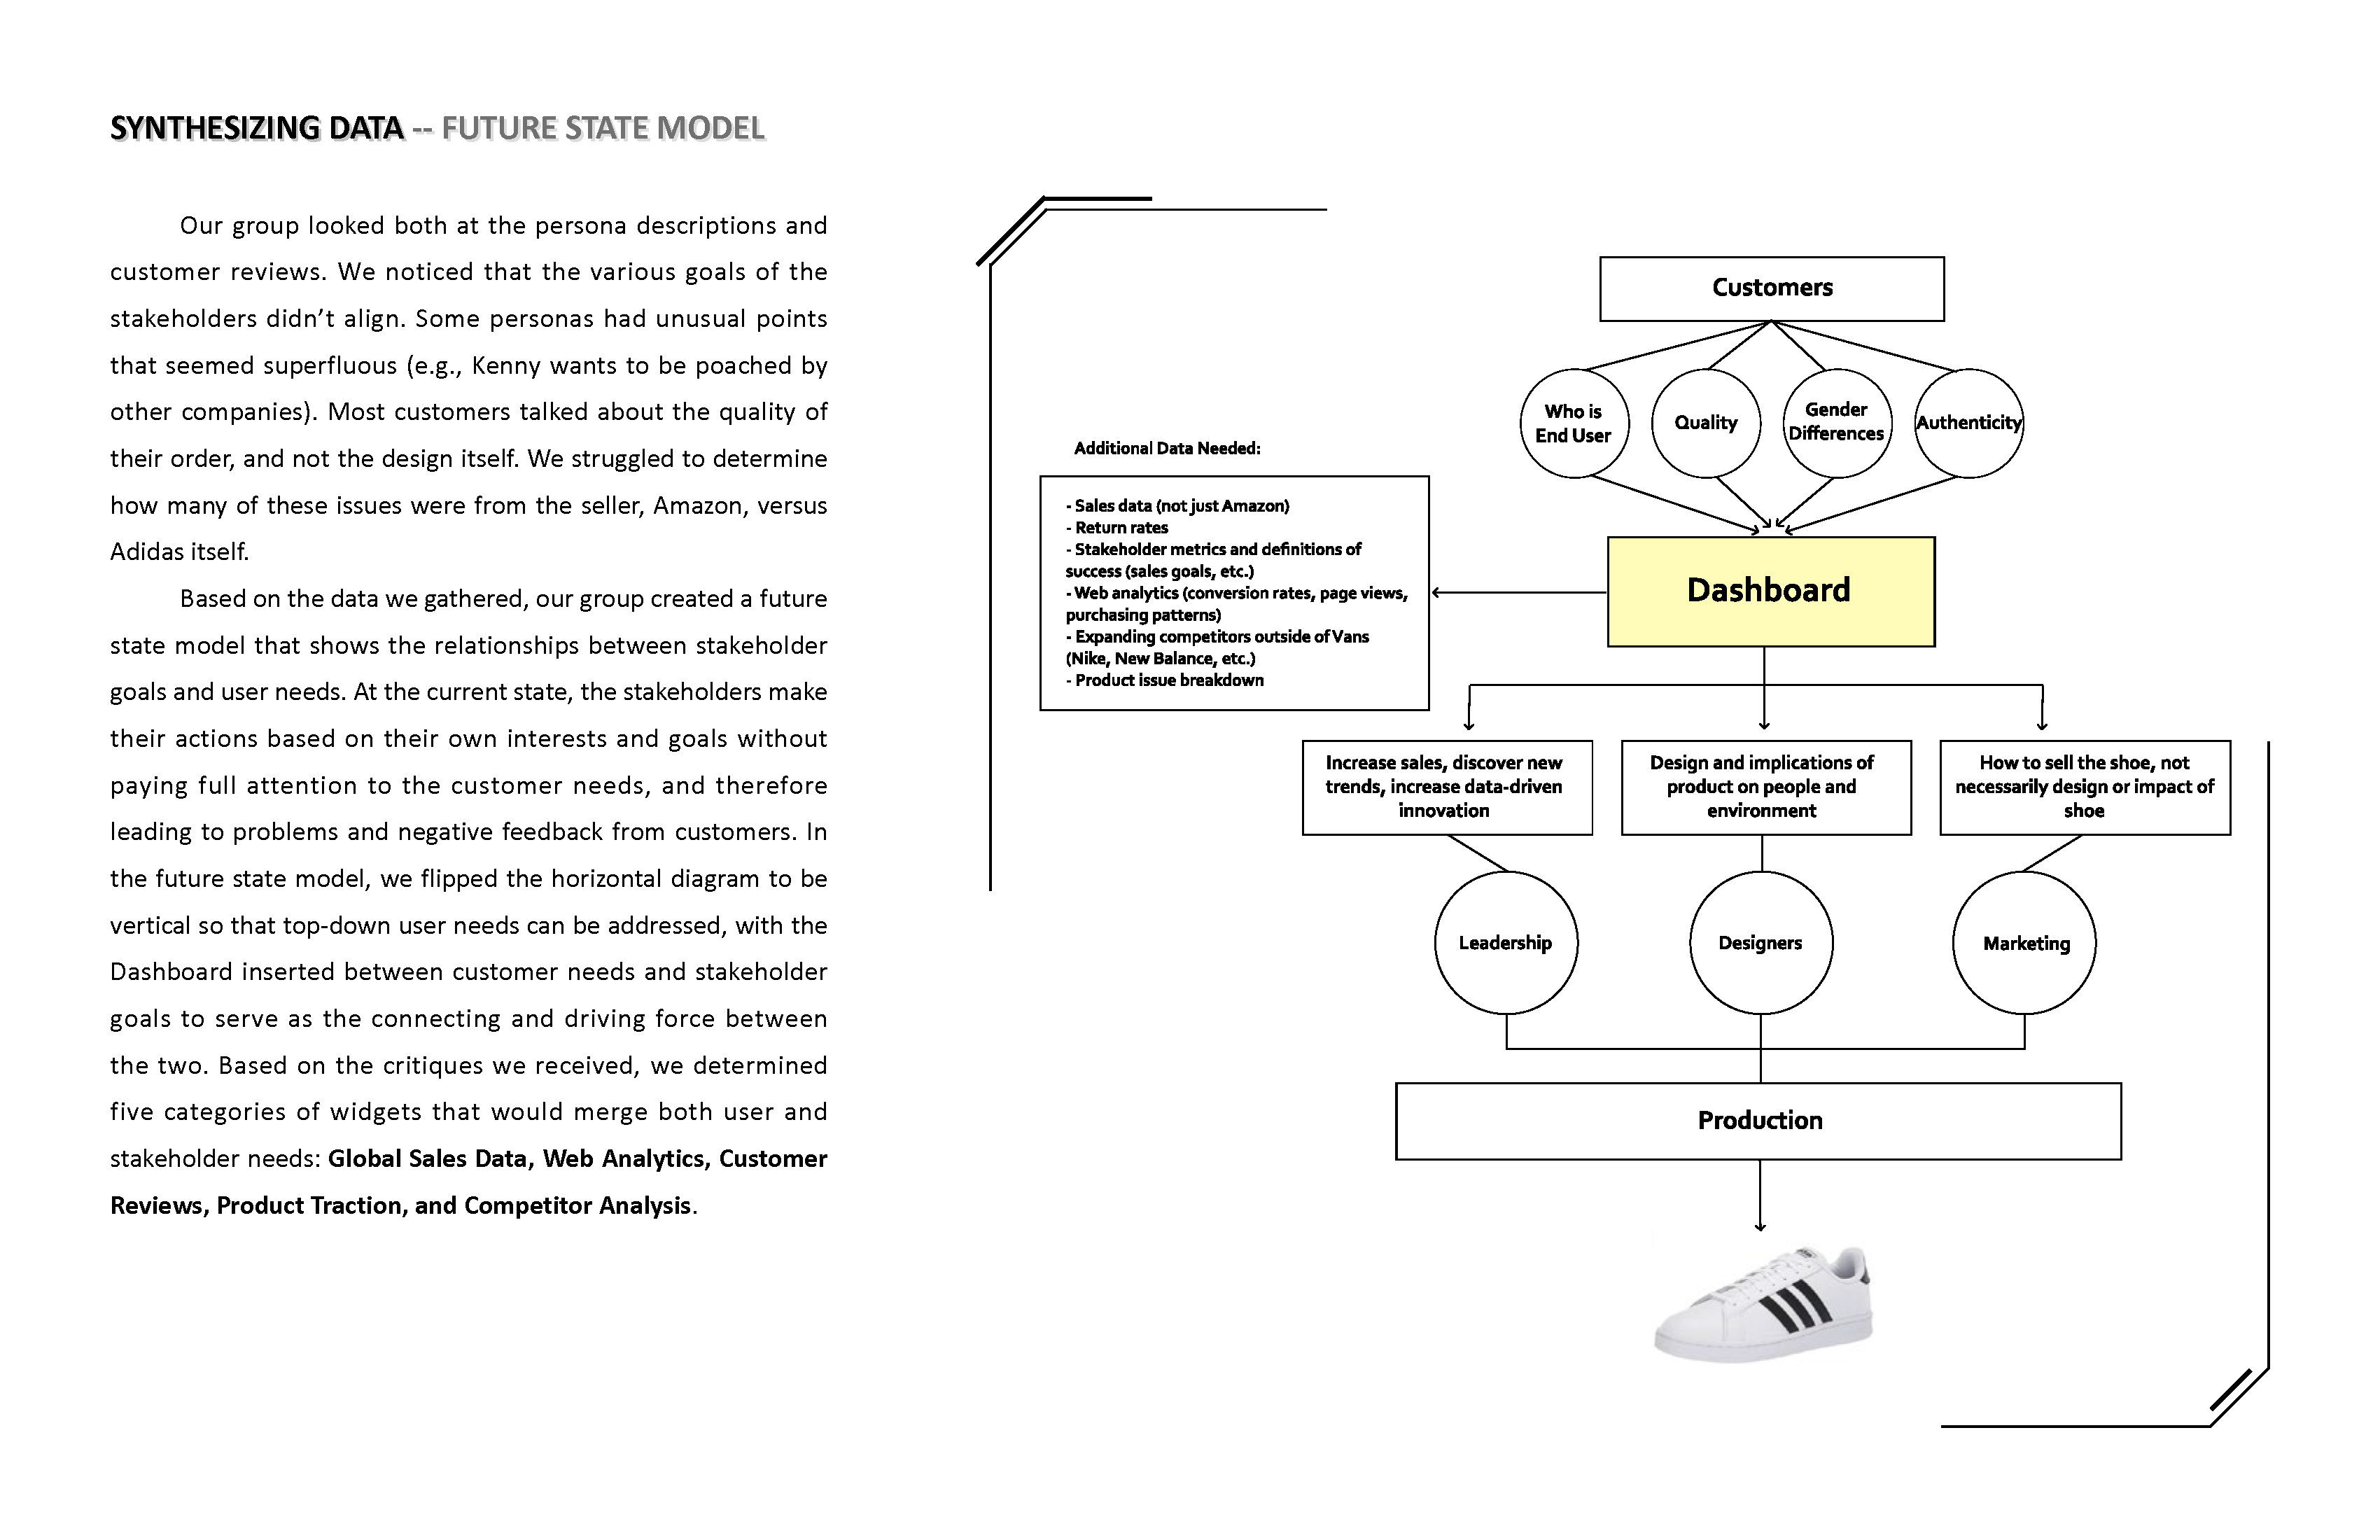 SYNTHESIZING DATA -- FUTURE STATE MODEL
Our group looked both at the persona descriptions and
customer reviews. We noticed that the various goals of the
stakeholders didn’t align. Some personas had unusual points
that seemed superfluous (e.g., Kenny wants to be poached by
other companies). Most customers talked about the quality of
their order, and not the design itself. We struggled to determine
how many of these issues were from the seller, Amazon, versus
Adidas itself.
Based on the data we gathered, our group created a future
state model that shows the relationships between stakeholder
goals and user needs. At the current state, the stakeholders make
their actions based on their own interests and goals without
paying full attention to the customer needs, and therefore
leading to problems and negative feedback from customers. In
the future state model, we flipped the horizontal diagram to be
vertical so that top-down user needs can be addressed, with the
Dashboard inserted between customer needs and stakeholder
goals to serve as the connecting and driving force between
the two. Based on the critiques we received, we determined
five categories of widgets that would merge both user and
stakeholder needs: Global Sales Data, Web Analytics, Customer
Reviews, Product Traction, and Competitor Analysis.
Customers
Who is
End User
Quality
Gender
Differences
Authenticity
Additional Data Needed:
- Sales data (not just Amazon)
- Return rates
- Stakeholder metrics and definitions of
success (sales goals, etc.)
- Web analytics (conversion rates, page views,
purchasing patterns)
- Expanding competitors outside of Vans
(Nike, New Balance, etc.)
- Product issue breakdown
Dashboard
Increase sales, discover new
trends, increase data-driven
innovation
Design and implications of
product on people and
environment
How to sell the shoe, not
necessarily design or impact of
shoe
Leadership
Designers
Marketing
Production